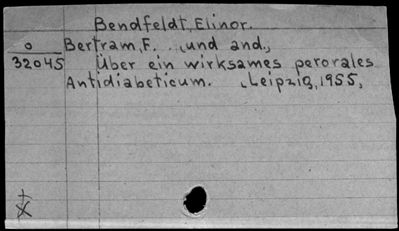 Bendfeldt, Elinor.
o Bertram, F. . und and.,
32045 Über ein wirksames perorales
Antidiabeticum. Leipzig, 1955,